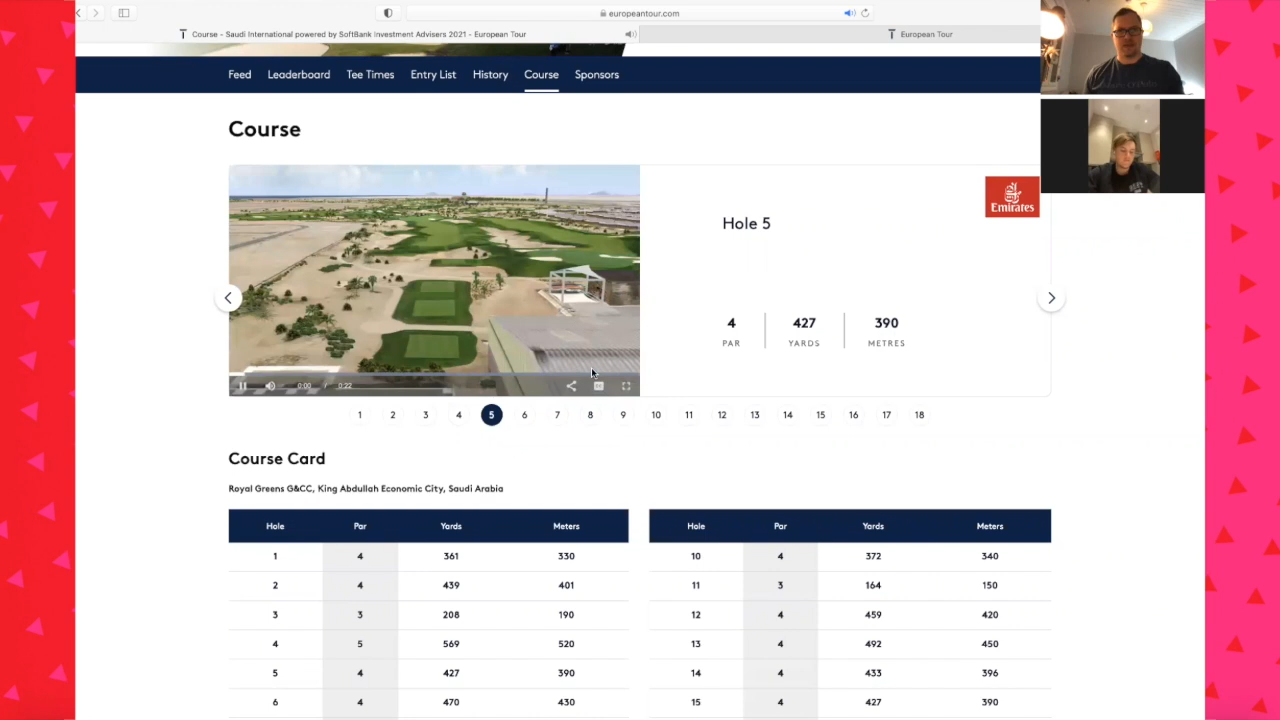 europeantour.com
Course - Saudi International powered by SoftBank Investment Advisers 2021 - European Tour
European Tour
Feed Leaderboard Tee Times Entry List History Course Sponsors
Course
Emirates
Hole 5
4 427 390
PAR YARDS METRES
0:00 / 0:22
1 2 3 4 5 6 7 8 9 10 11 12 13 14 15 16 17 18
Course Card
Royal Greens G&CC, King Abdullah Economic City, Saudi Arabia
Hole Par Yards Meters Hole Par Yards Meters
1 4 361 330 10 4 372 340
2 4 439 401 11 3 164 150
3 3 208 190 12 4 459 420
4 5 569 520 13 4 492 450
5 4 427 390 14 4 433 396
6 4 470 430 15 4 427 390